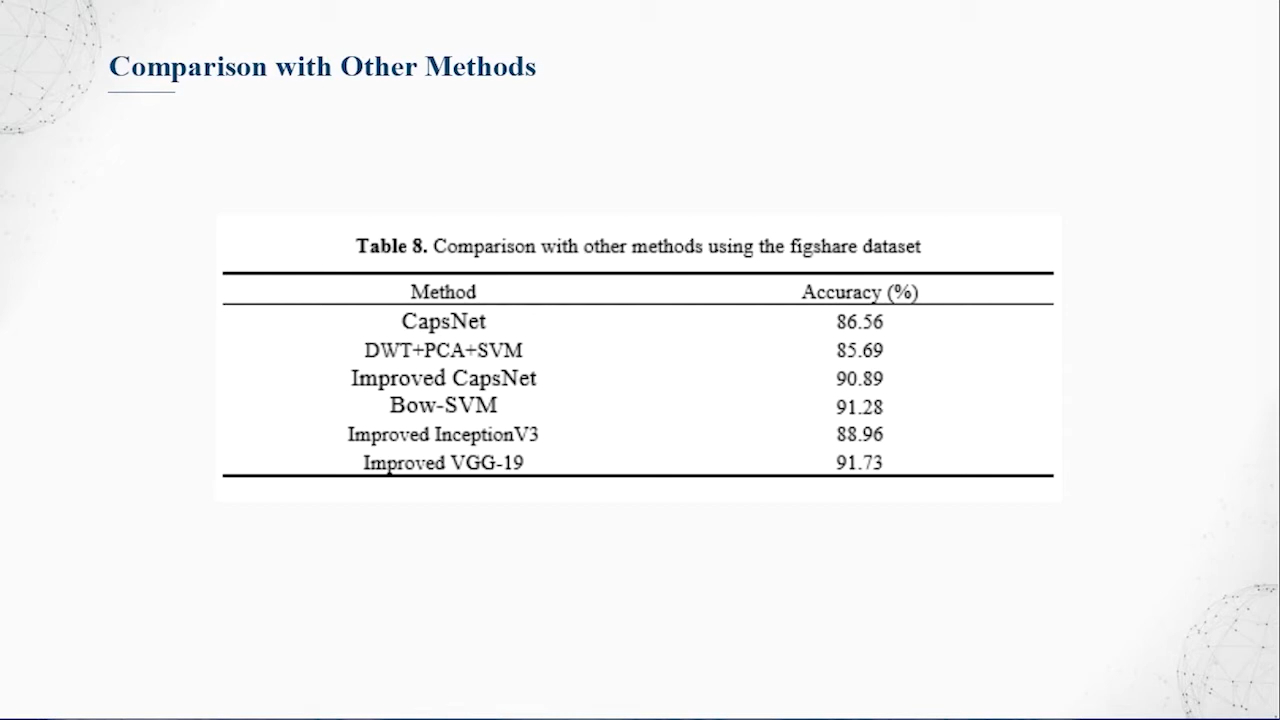 Comparison with Other Methods
Table 8. Comparison with other methods using the figshare dataset
Method Accuracy (%)
CapsNet 86.56
DWT+PCA+SVM 85.69
Improved CapsNet 90.89
Bow-SVM 91.28
Improved InceptionV3 88.96
Improved VGG-19 91.73